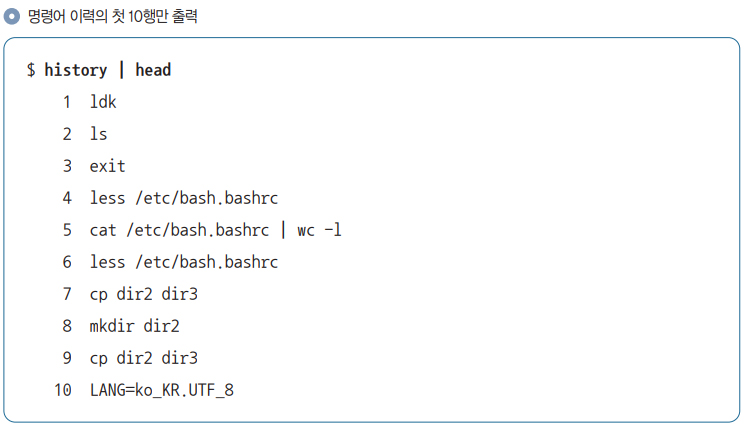 명령어 이력의 첫 10행만 출력
$ history | head
1 ldk
2 ls
3 exit
4 less /etc/bash.bashrc
5 cat /etc/bash.bashrc | wc -l
6 less /etc/bash.bashrc
7 cp dir2 dir3
8 mkdir dir2
9 cp dir2 dir3
10 LANG=ko_KR.UTF_8